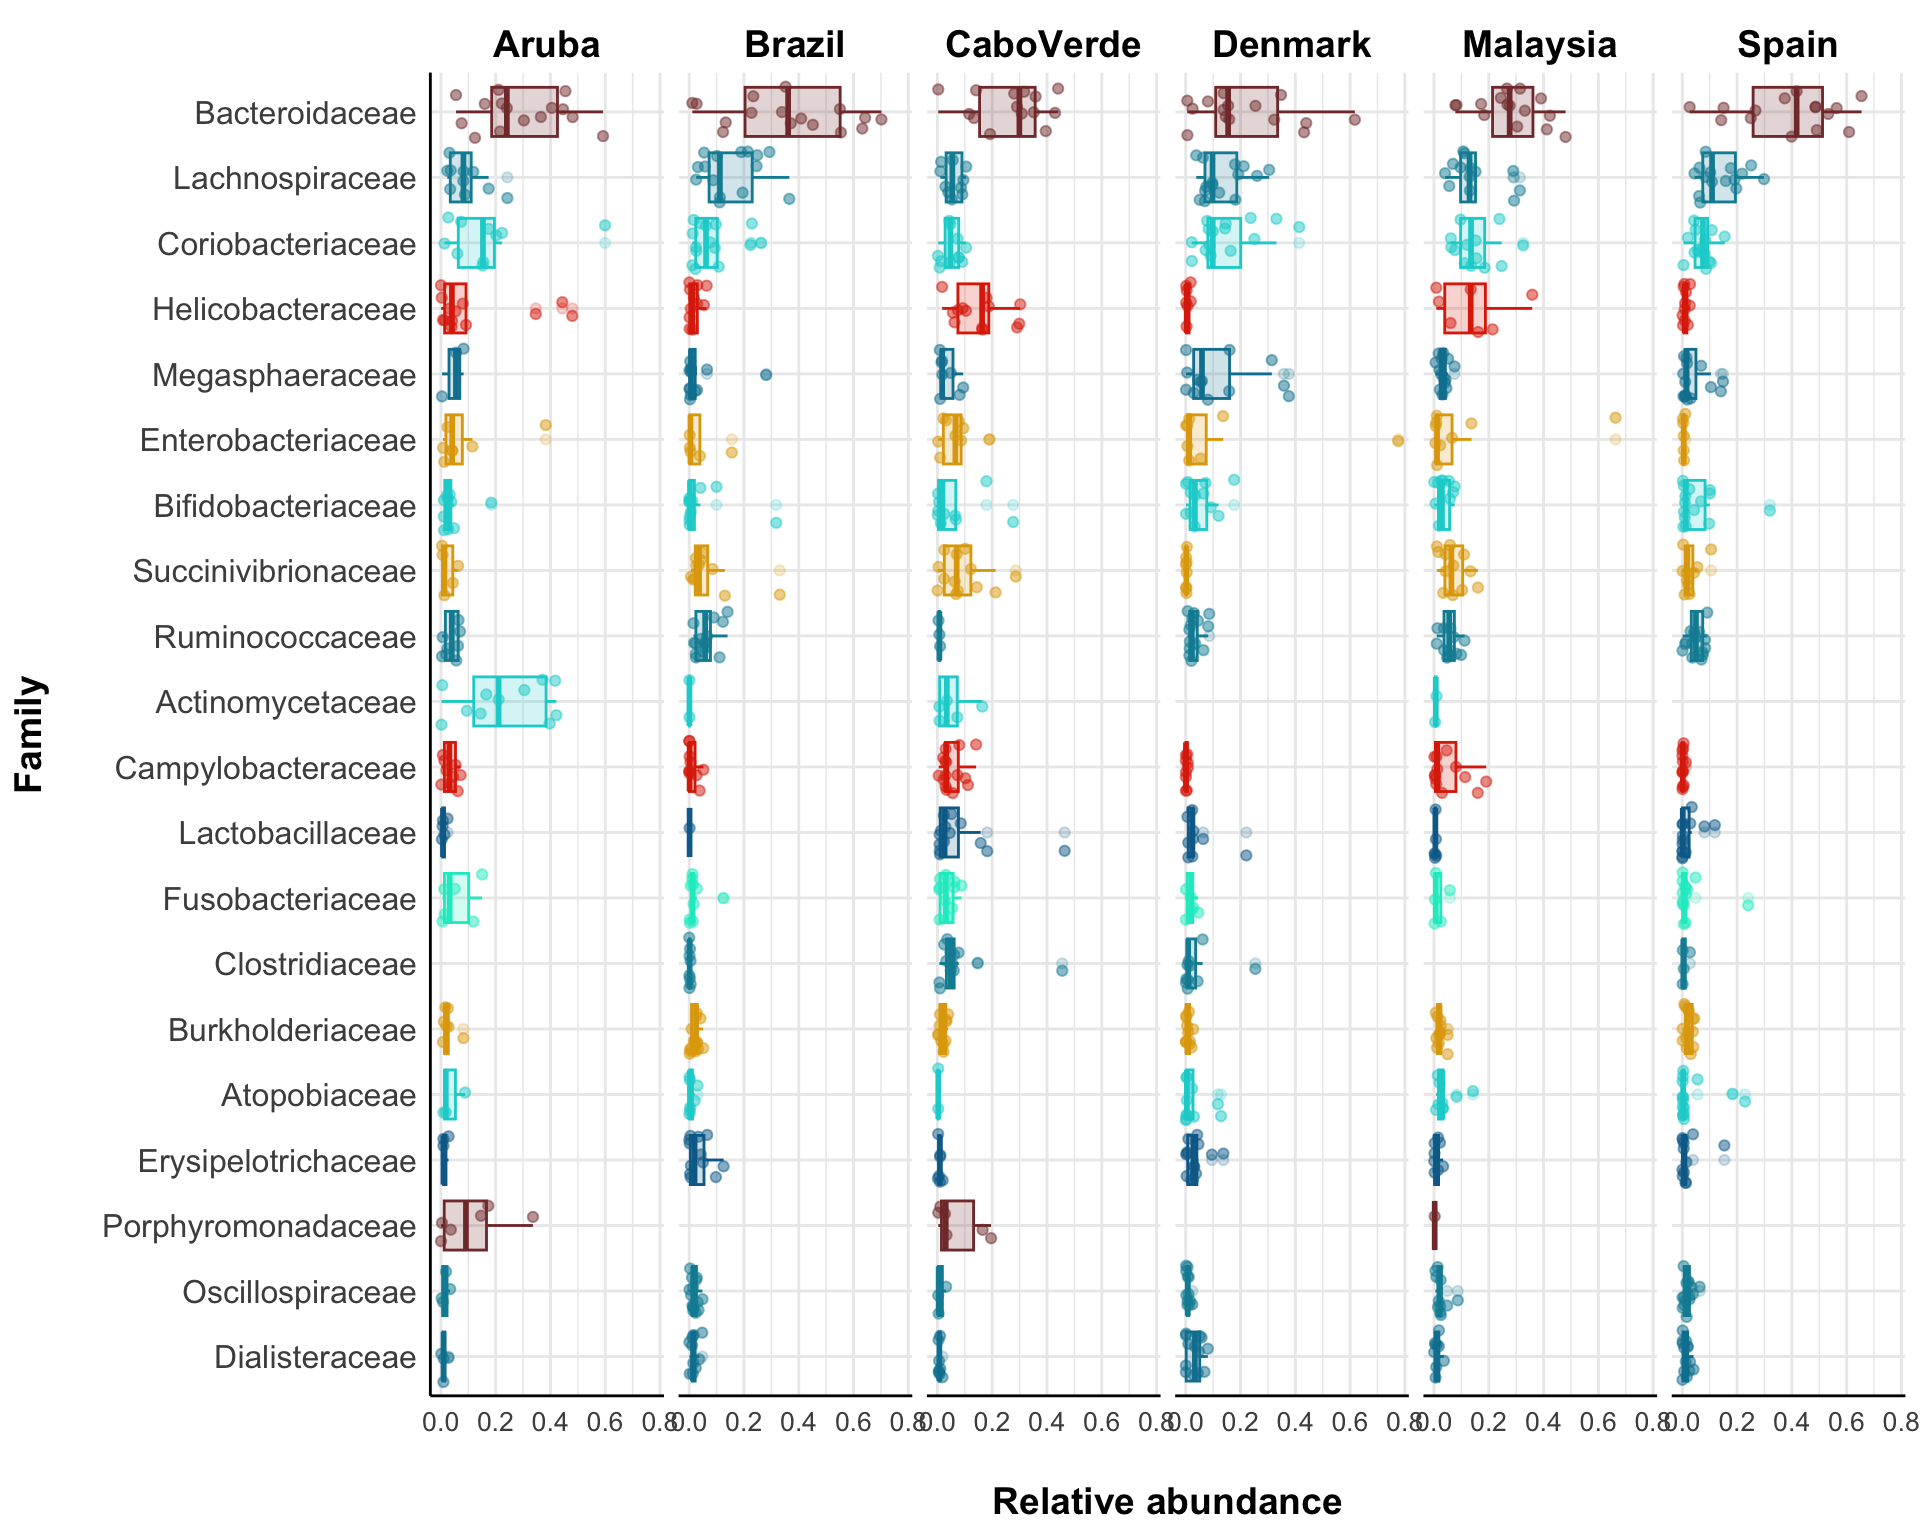 Aruba Brazil CaboVerde Denmark Malaysia Spain
Family
Bacteroidaceae
Lachnospiraceae
Coriobacteriaceae
Helicobacteraceae
Megasphaeraceae
Enterobacteriaceae
Bifidobacteriaceae
Succinivibrionaceae
Ruminococcaceae
Actinomycetaceae
Campylobacteraceae
Lactobacillaceae
Fusobacteriaceae
Clostridiaceae
Burkholderiaceae
Atopobiaceae
Erysipelotrichaceae
Porphyromonadaceae
Oscillospiraceae
Dialisteraceae
0.0 0.2 0.4 0.6 0.8 0.0 0.2 0.4 0.6 0.8 0.0 0.2 0.4 0.6 0.8 0.0 0.2 0.4 0.6 0.8 0.0 0.2 0.4 0.6 0.8 0.0 0.2 0.4 0.6 0.8
Relative abundance